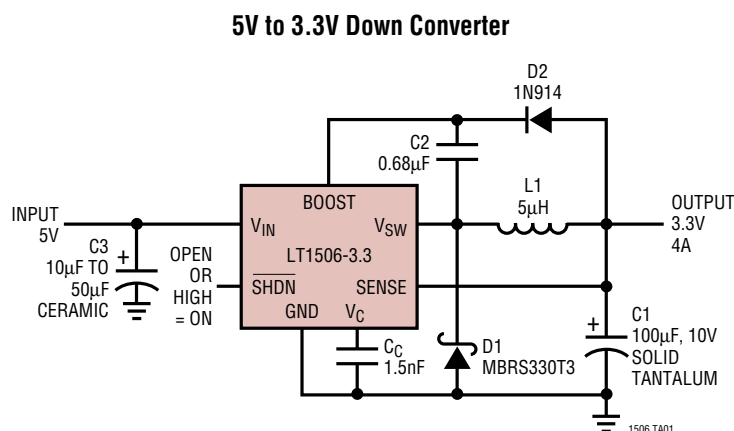 5V to 3.3V Down Converter
D2
1N914
C2
0.68µF
L1
5µH
BOOST
INPUT
5V
V_IN
V_SW
OUTPUT
3.3V
4A
LT1506-3.3
C3
10µF TO
50µF
CERAMIC
+
OPEN
OR
HIGH
= ON
SHDN
SENSE
GND
V_C
C_C
1.5nF
D1
MBRS330T3
+
C1
100µF, 10V
SOLID
TANTALUM
1506 TA01